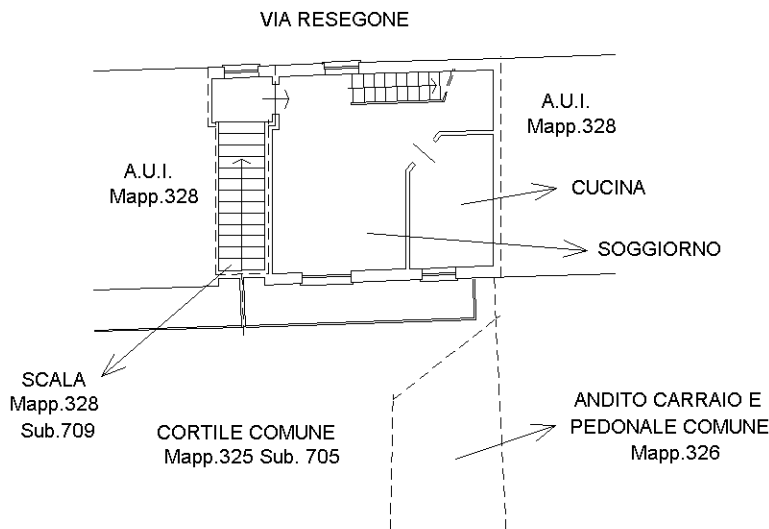 VIA RESEGONE
A.U.I.
Mapp.328
A.U.I.
Mapp.328
CUCINA
SOGGIORNO
SCALA
Mapp.328
Sub.709
CORTILE COMUNE
Mapp.325 Sub. 705
ANDITO CARRAIO E
PEDONALE COMUNE
Mapp.326